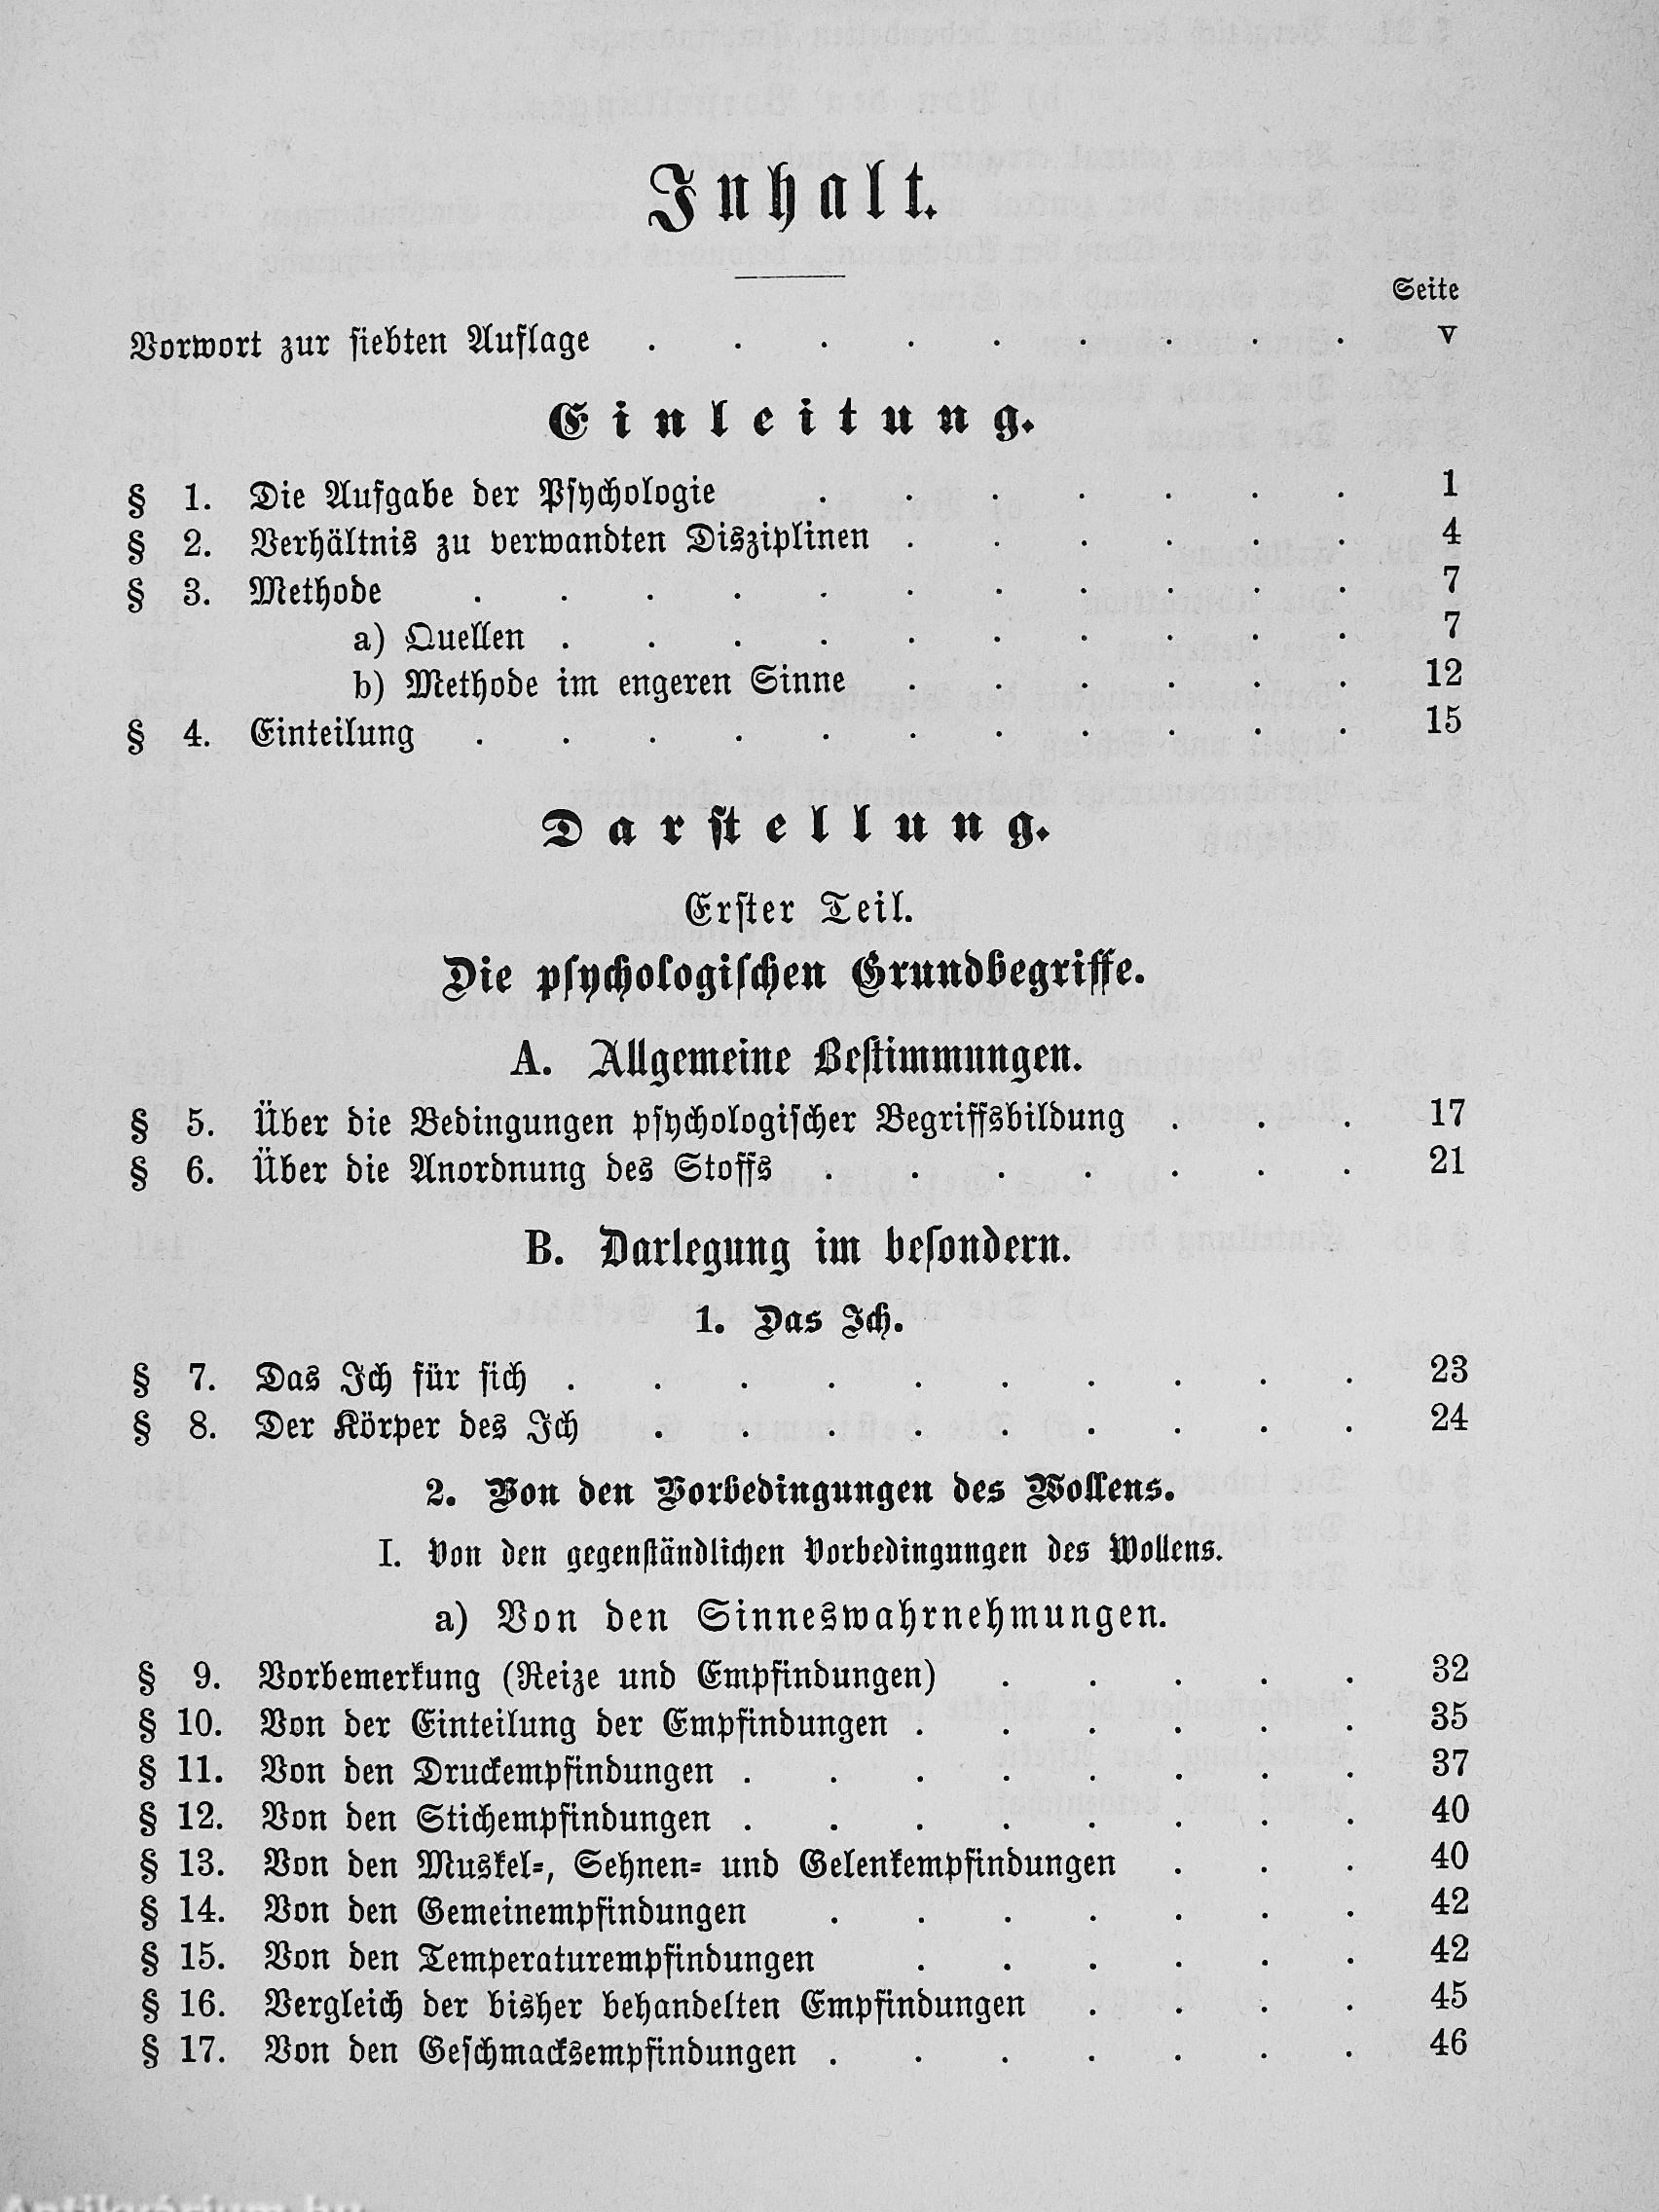 Inhalt.
Seite
Vorwort zur siebten Auflage . . . . . . . . . V
Einleitung.
§ 1. Die Aufgabe der Psychologie . . . . . . . 1
§ 2. Verhältnis zu verwandten Disziplinen . . . . . . 4
§ 3. Methode . . . . . . . . . . . 7
a) Quellen . . . . . . . . . . 7
b) Methode im engeren Sinne . . . . . . 12
§ 4. Einteilung . . . . . . . . . . . 15
Darstellung.
Erster Teil.
Die psychologischen Grundbegriffe.
A. Allgemeine Bestimmungen.
§ 5. Über die Bedingungen psychologischer Begriffsbildung . . . 17
§ 6. Über die Anordnung des Stoffs . . . . . . . 21
B. Darlegung im besondern.
1. Das Ich.
§ 7. Das Ich für sich . . . . . . . . . . 23
§ 8. Der Körper des Ich . . . . . . . . . 24
2. Von den Vorbedingungen des Wollens.
I. Von den gegenständlichen Vorbedingungen des Wollens.
a) Von den Sinneswahrnehmungen.
§ 9. Vorbemerkung (Reize und Empfindungen) . . . . . 32
§ 10. Von der Einteilung der Empfindungen . . . . . . 35
§ 11. Von den Druckempfindungen . . . . . . . . 37
§ 12. Von den Stichempfindungen . . . . . . . . 40
§ 13. Von den Muskel-, Sehnen- und Gelenkempfindungen . . . 40
§ 14. Von den Gemeinempfindungen . . . . . . . 42
§ 15. Von den Temperaturempfindungen . . . . . . 42
§ 16. Vergleich der bisher behandelten Empfindungen . . . . 45
§ 17. Von den Geschmacksempfindungen . . . . . . . 46